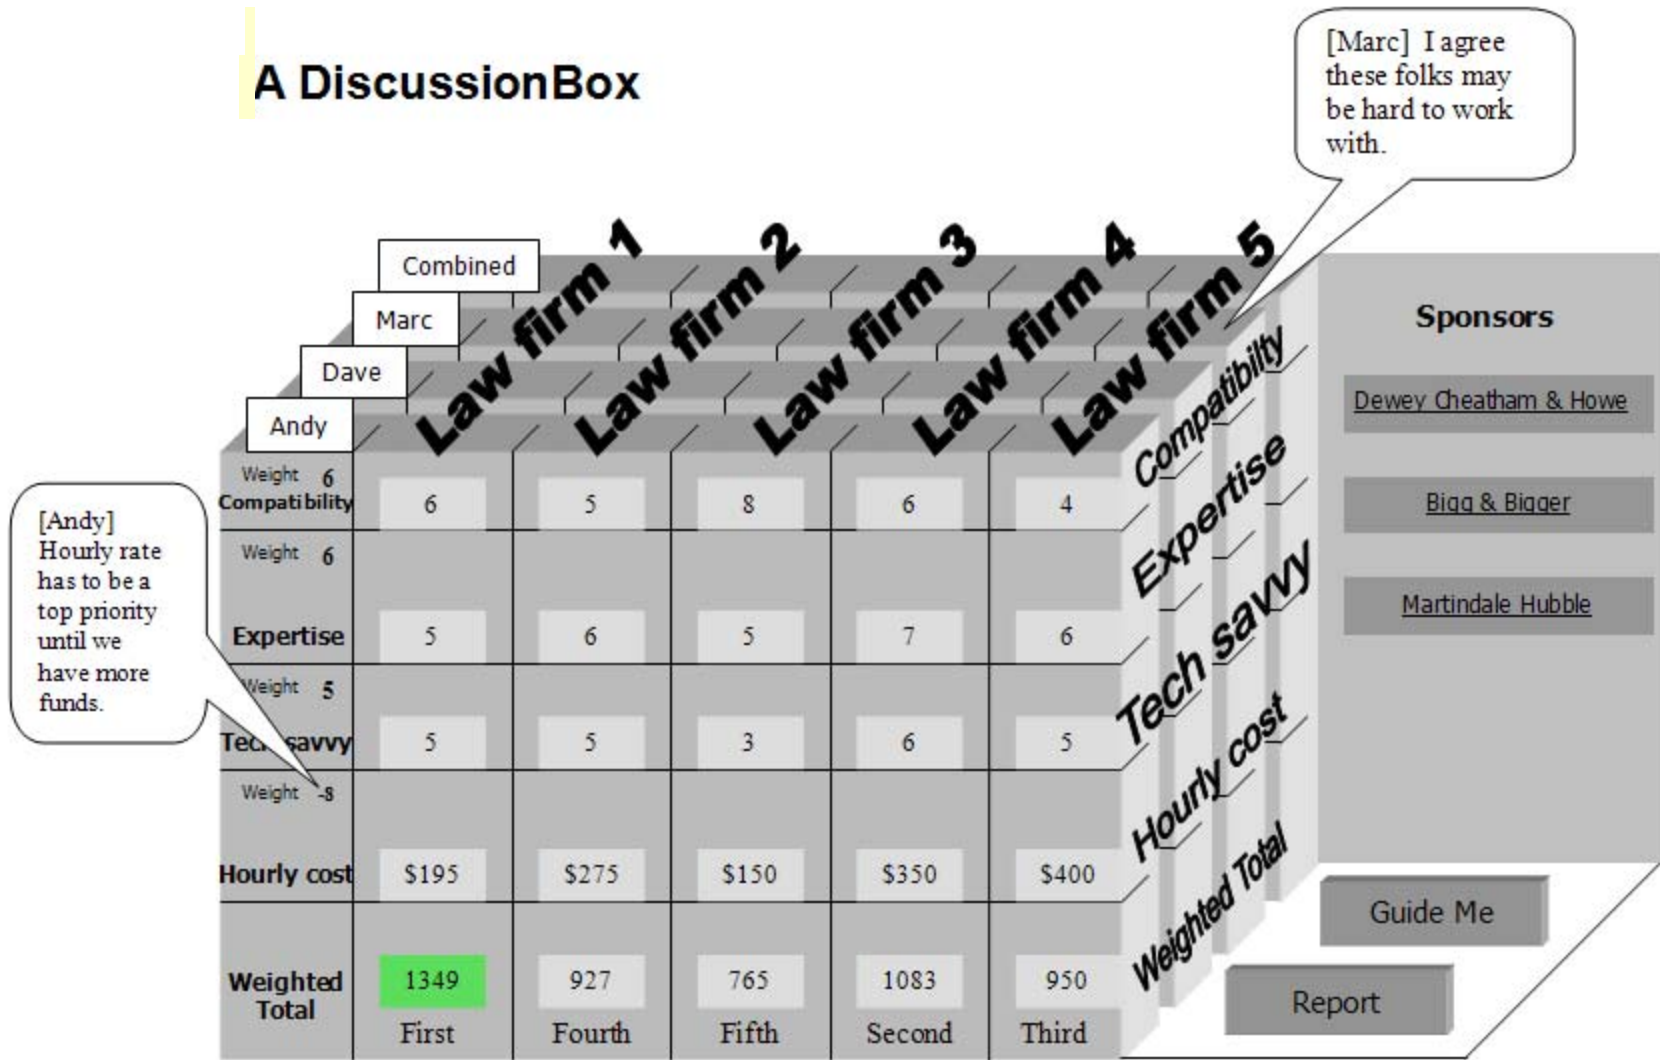 A DiscussionBox
[Marc] I agree
these folks may
be hard to work
with.
Combined
Marc
Dave
Andy
Law firm 1
Law firm 2
Law firm 3
Law firm 4
Law firm 5
Compatibilty
Expertise
Tech savvy
Hourly cost
Weighted Total
Sponsors
Dewey Cheatham & Howe
Bigg & Bigger
Martindale Hubble
[Andy]
Hourly rate
has to be a
top priority
until we
have more
funds.
Weight 6
Compatibility 6 5 8 6 4
Weight 6
Expertise 5 6 5 7 6
Weight 5
Tech savvy 5 5 3 6 5
Weight -8
Hourly cost $195 $275 $150 $350 $400
Weighted
Total
1349 927 765 1083 950
First Fourth Fifth Second Third
Guide Me
Report